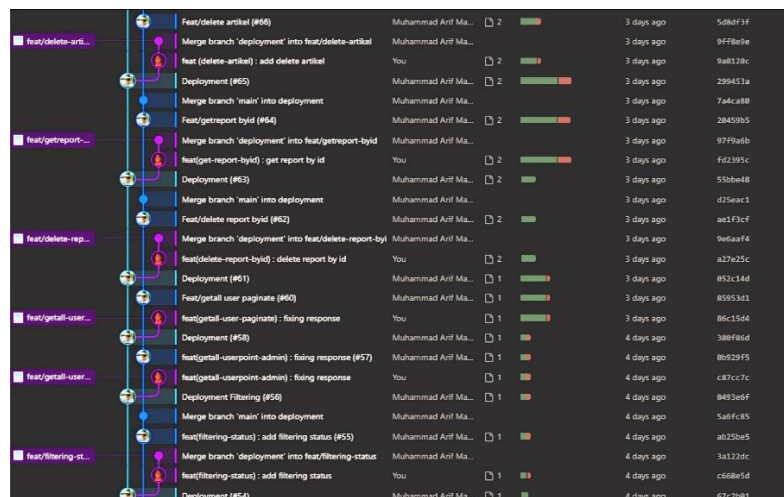 Feat/delete artikel (#66) Muhammad Arif Ma... 2 3 days ago 5d8df3f
feat/delete-arti... Merge branch 'deployment' into feat/delete-artikel Muhammad Arif Ma... 3 days ago 9ff8e9e
feat (delete-artikel) : add delete artikel You 2 3 days ago 9a0120c
Deployment (#65) Muhammad Arif Ma... 2 3 days ago 299453a
Merge branch 'main' into deployment Muhammad Arif Ma... 3 days ago 7a4ca80
Feat/getreport byid (#64) Muhammad Arif Ma... 2 3 days ago 20459b5
feat/getreport-... Merge branch 'deployment' into feat/getreport-byid Muhammad Arif Ma... 3 days ago 97f9a6b
feat(get-report-byid) : get report by id You 2 3 days ago fd2395c
Deployment (#63) Muhammad Arif Ma... 2 3 days ago 55bbe48
Merge branch 'main' into deployment Muhammad Arif Ma... 3 days ago d25eac1
Feat/delete report byid (#62) Muhammad Arif Ma... 2 3 days ago ae1f3cf
feat/delete-rep... Merge branch 'deployment' into feat/delete-report-byi Muhammad Arif Ma... 3 days ago 9e6aaf4
feat(delete-report-byid) : delete report by id You 2 3 days ago a27e25c
Deployment (#61) Muhammad Arif Ma... 1 3 days ago 052c14d
Feat/getall user paginate (#60) Muhammad Arif Ma... 1 3 days ago 85953d1
feat/getall-user... feat(getall-user-paginate) : fixing response You 1 3 days ago 86c15d4
Deployment (#58) Muhammad Arif Ma... 1 4 days ago 380f86d
feat(getall-userpoint-admin) : fixing response (#57) Muhammad Arif Ma... 1 4 days ago 0b929f5
feat/getall-user... feat(getall-userpoint-admin) : fixing response You 1 4 days ago c87cc7c
Deployment Filtering (#56) Muhammad Arif Ma... 1 4 days ago 0493e6f
Merge branch 'main' into deployment Muhammad Arif Ma... 4 days ago 5a6fc85
feat(filtering-status) : add filtering status (#55) Muhammad Arif Ma... 1 4 days ago ab25be5
feat/filtering-st... Merge branch 'deployment' into feat/filtering-status Muhammad Arif Ma... 4 days ago 3a122dc
feat(filtering-status) : add filtering status You 1 4 days ago c668e5d
Deployment (#54) Muhammad Arif Ma... 1 4 days ago 67c2b01